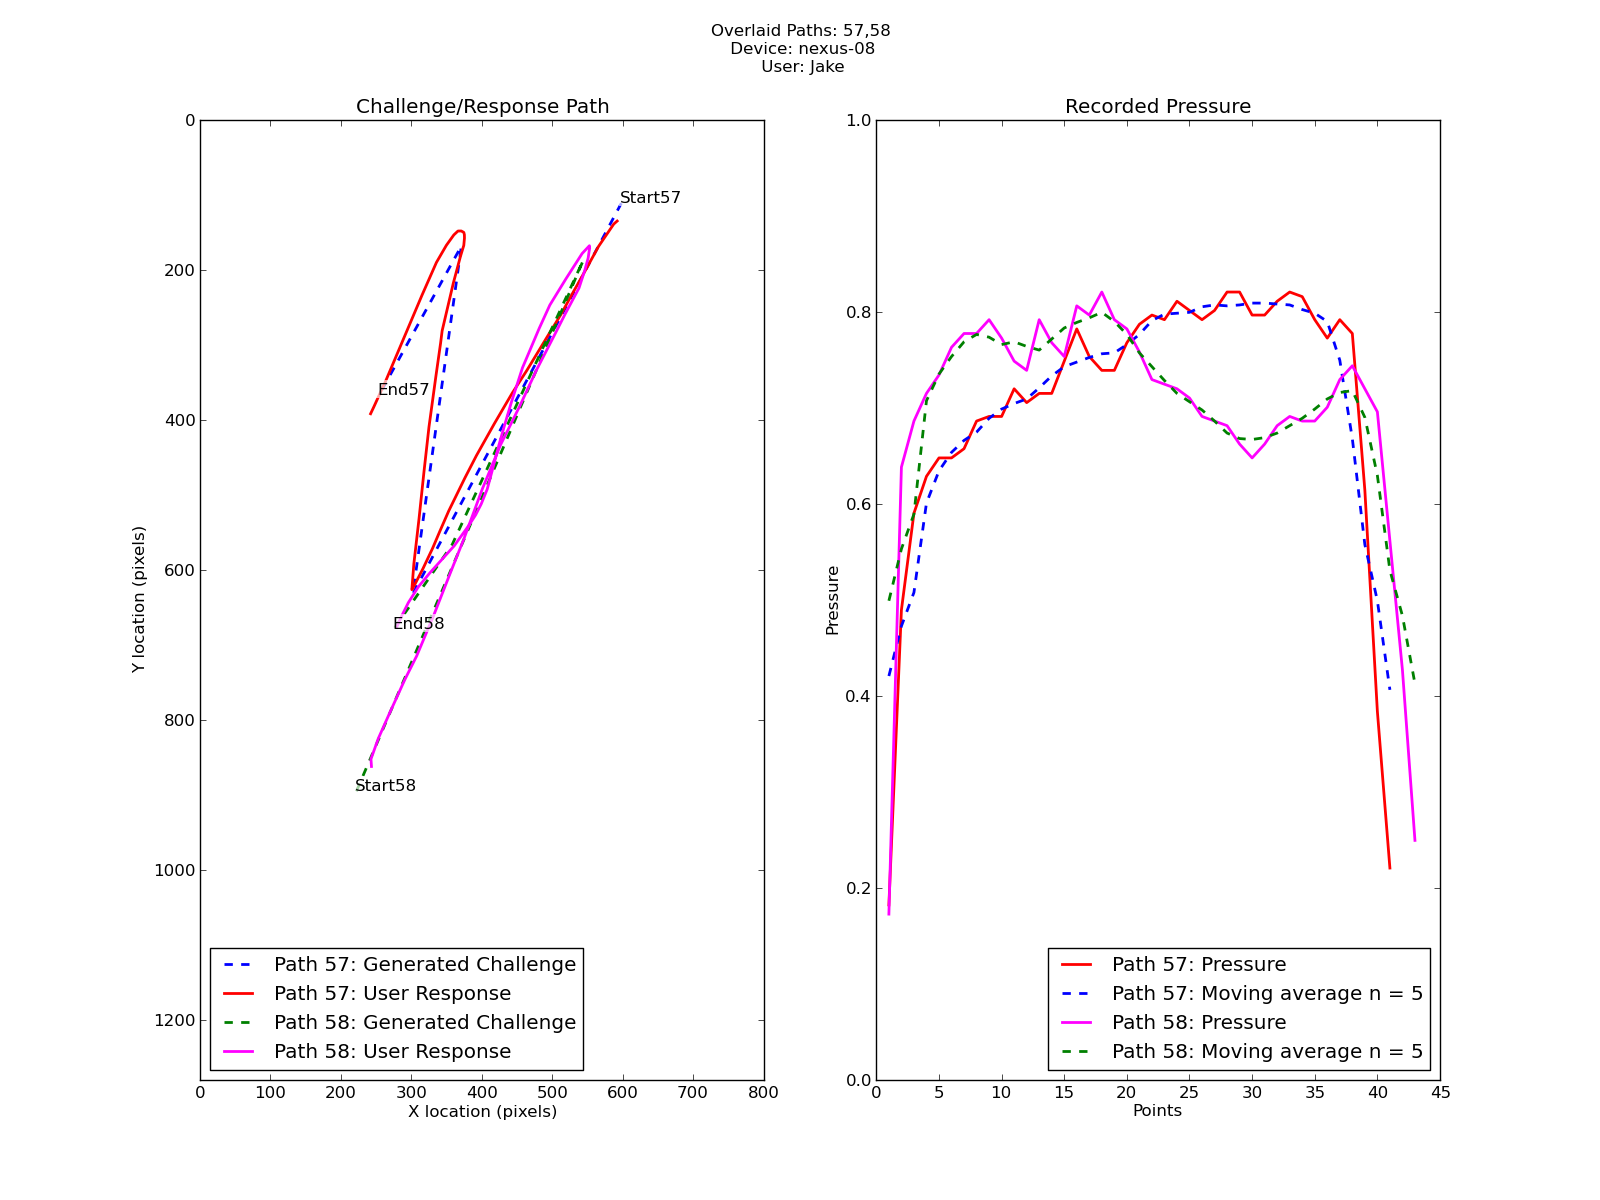 Overlaid Paths: 57,58
Device: nexus-08
User: Jake
Challenge/Response Path
0
200
400
600
800
1000
1200
Y location (pixels)
Start57
End57
End58
Start58
Path 57: Generated Challenge
Path 57: User Response
Path 58: Generated Challenge
Path 58: User Response
0 100 200 300 400 500 600 700 800
X location (pixels)
Recorded Pressure
1.0
0.8
0.6
0.4
0.2
0.0
Pressure
Path 57: Pressure
Path 57: Moving average n = 5
Path 58: Pressure
Path 58: Moving average n = 5
0 5 10 15 20 25 30 35 40 45
Points